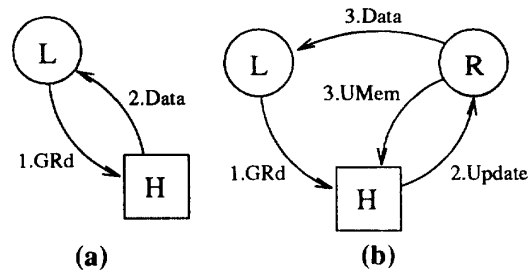 L
2.Data
1.GRd
H
(a)
3.Data
L
R
3.UMem
1.GRd
H
2.Update
(b)